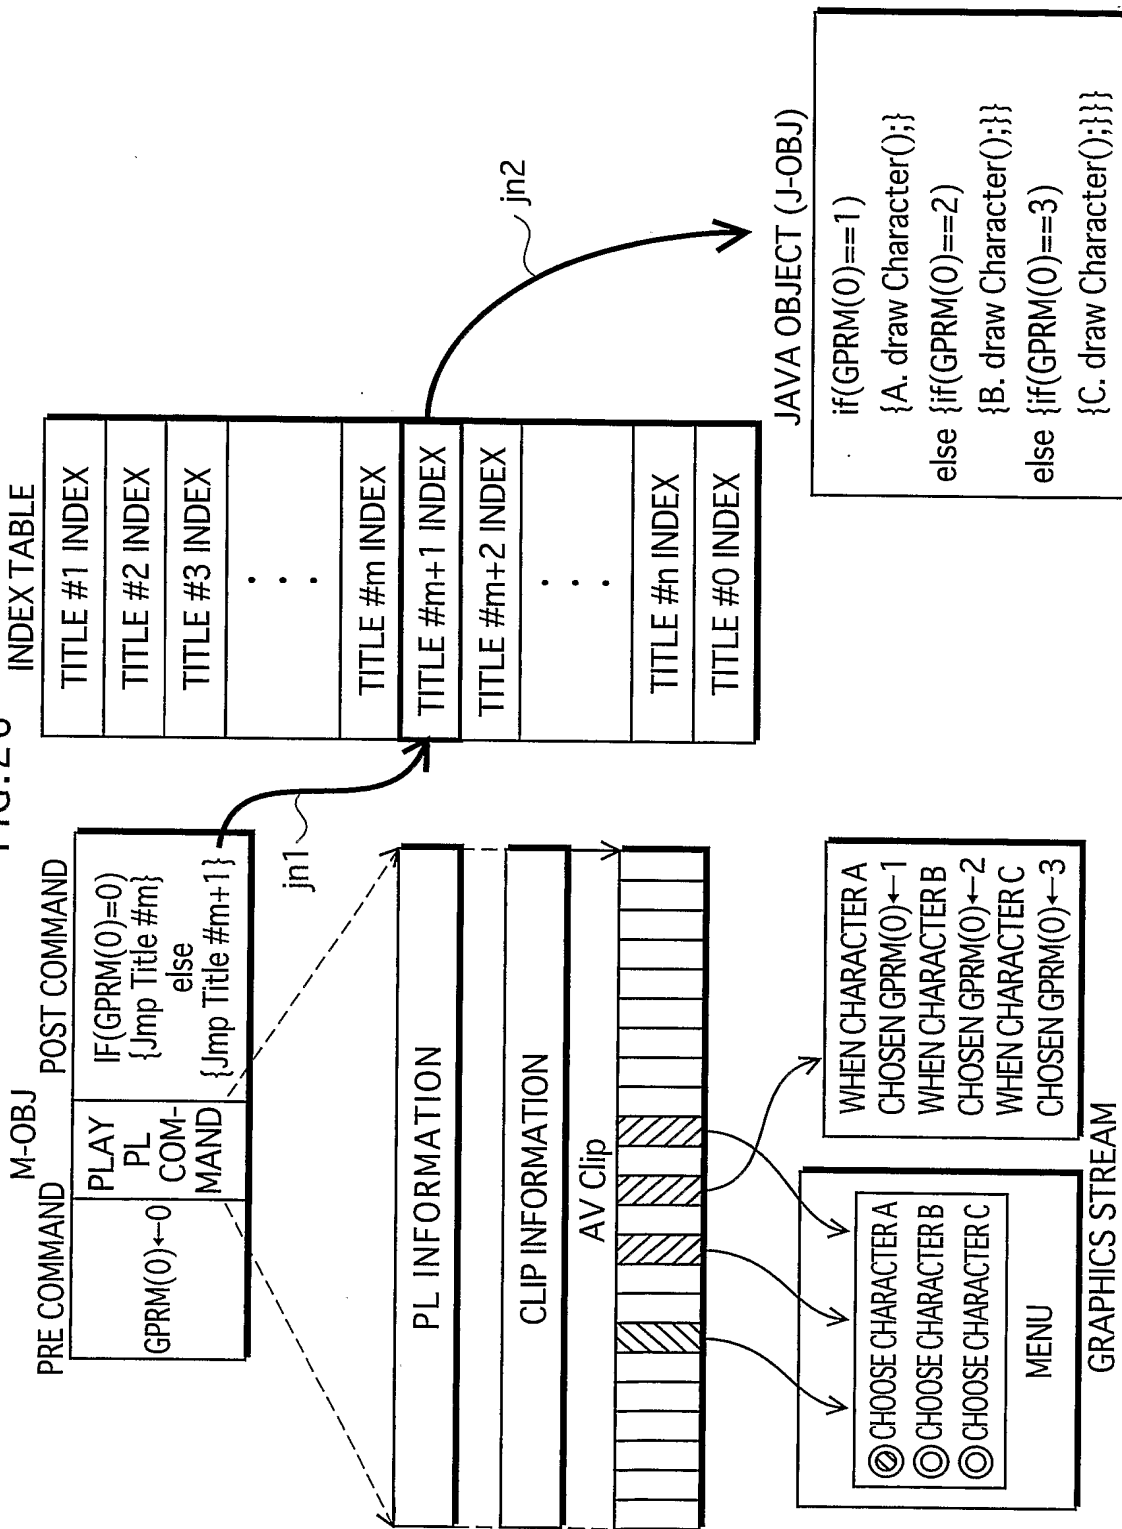 INDEX TABLE
TITLE #1 INDEX
TITLE #2 INDEX
TITLE #3 INDEX
. . .
TITLE #m INDEX
TITLE #m+1 INDEX
TITLE #m+2 INDEX
. . .
TITLE #n INDEX
TITLE #0 INDEX
M-OBJ
PRE COMMAND
GPRM(0)←0
PLAY
PL
COM-
MAND
POST COMMAND
IF(GPRM(0)=0)
{Jmp Title #m}
else
{Jmp Title #m+1}
jn1
jn2
PL INFORMATION
CLIP INFORMATION
AV Clip
CHOOSE CHARACTER A
CHOOSE CHARACTER B
CHOOSE CHARACTER C
MENU
GRAPHICS STREAM
WHEN CHARACTER A
CHOSEN GPRM(0)←1
WHEN CHARACTER B
CHOSEN GPRM(0)←2
WHEN CHARACTER C
CHOSEN GPRM(0)←3
JAVA OBJECT (J-OBJ)
if(GPRM(0)==1)
{A. draw Character();}
else {if(GPRM(0)==2)
{B. draw Character();}}
else {if(GPRM(0)==3)
{C. draw Character();}}}